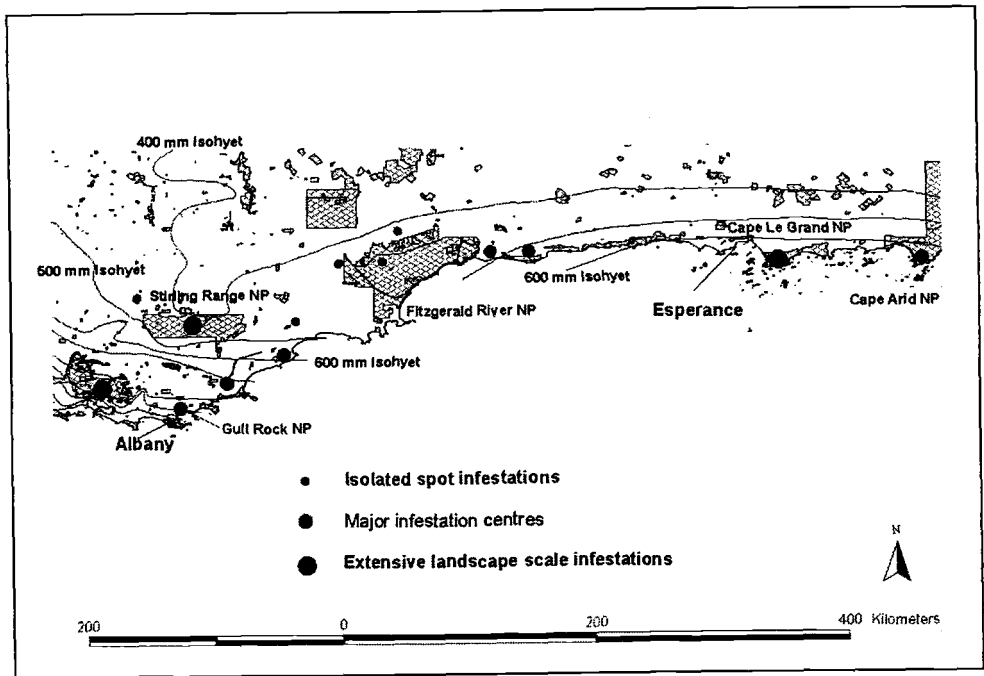 400 mm Isohyet
Cape Le Grand NP
600 mm Isohyet
600 mm Isohyet
Stirling Range NP
Esperance
Cape Arid NP
Fitzgerald River NP
600 mm Isohyet
Gull Rock NP
Albany
Isolated spot infestations
Major infestation centres
Extensive landscape scale infestations
N
200 0 200 400 Kilometers